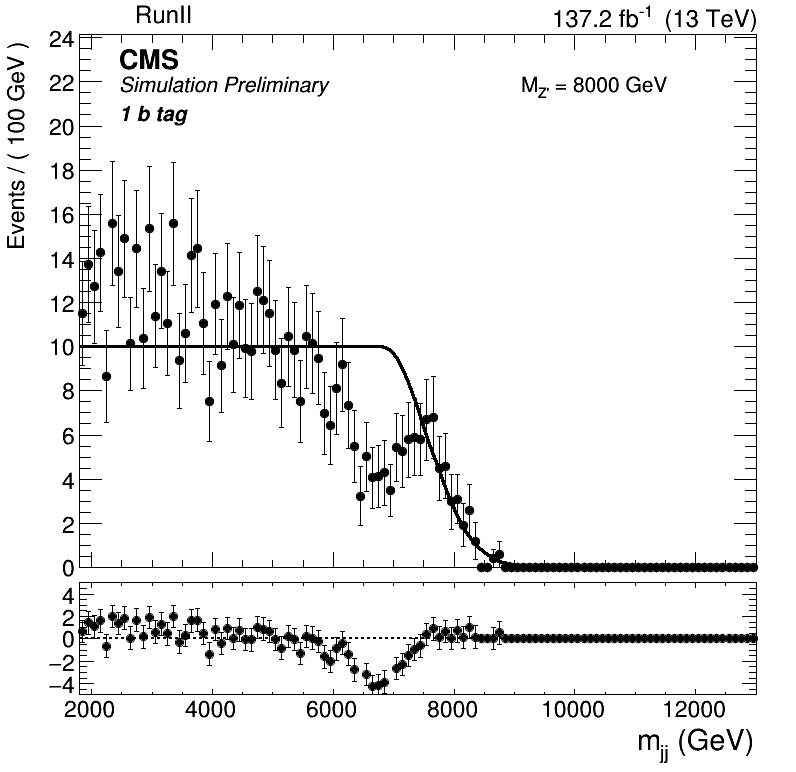 RunII 137.2 fb⁻¹ (13 TeV)
CMS
Simulation Preliminary
M_Z' = 8000 GeV
1 b tag
Events / ( 100 GeV )
24
22
20
18
16
14
12
10
8
6
4
2
0
4
2
0
−2
−4
2000 4000 6000 8000 10000 12000
m_jj (GeV)